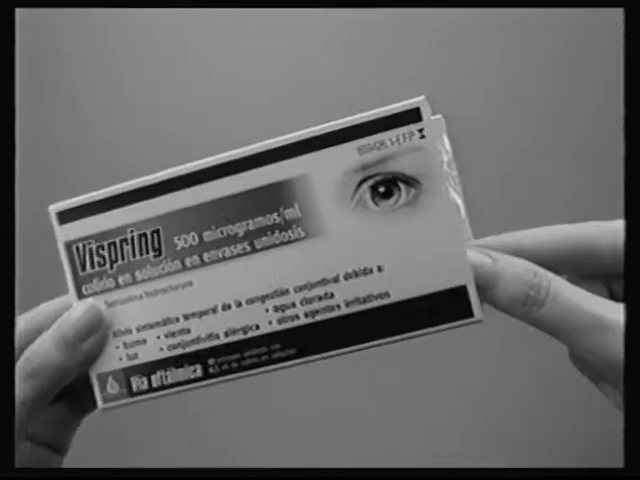 E.F.P.
Vispring 500 microgramos/ml
colirio en solución en envases unidosis
Tetrizolina hidrocloruro
Alivio sintomático temporal de la congestión conjuntival debida a:
• humo • viento • agua clorada
• luz • conjuntivitis alérgica • otros agentes irritativos
Vía oftálmica